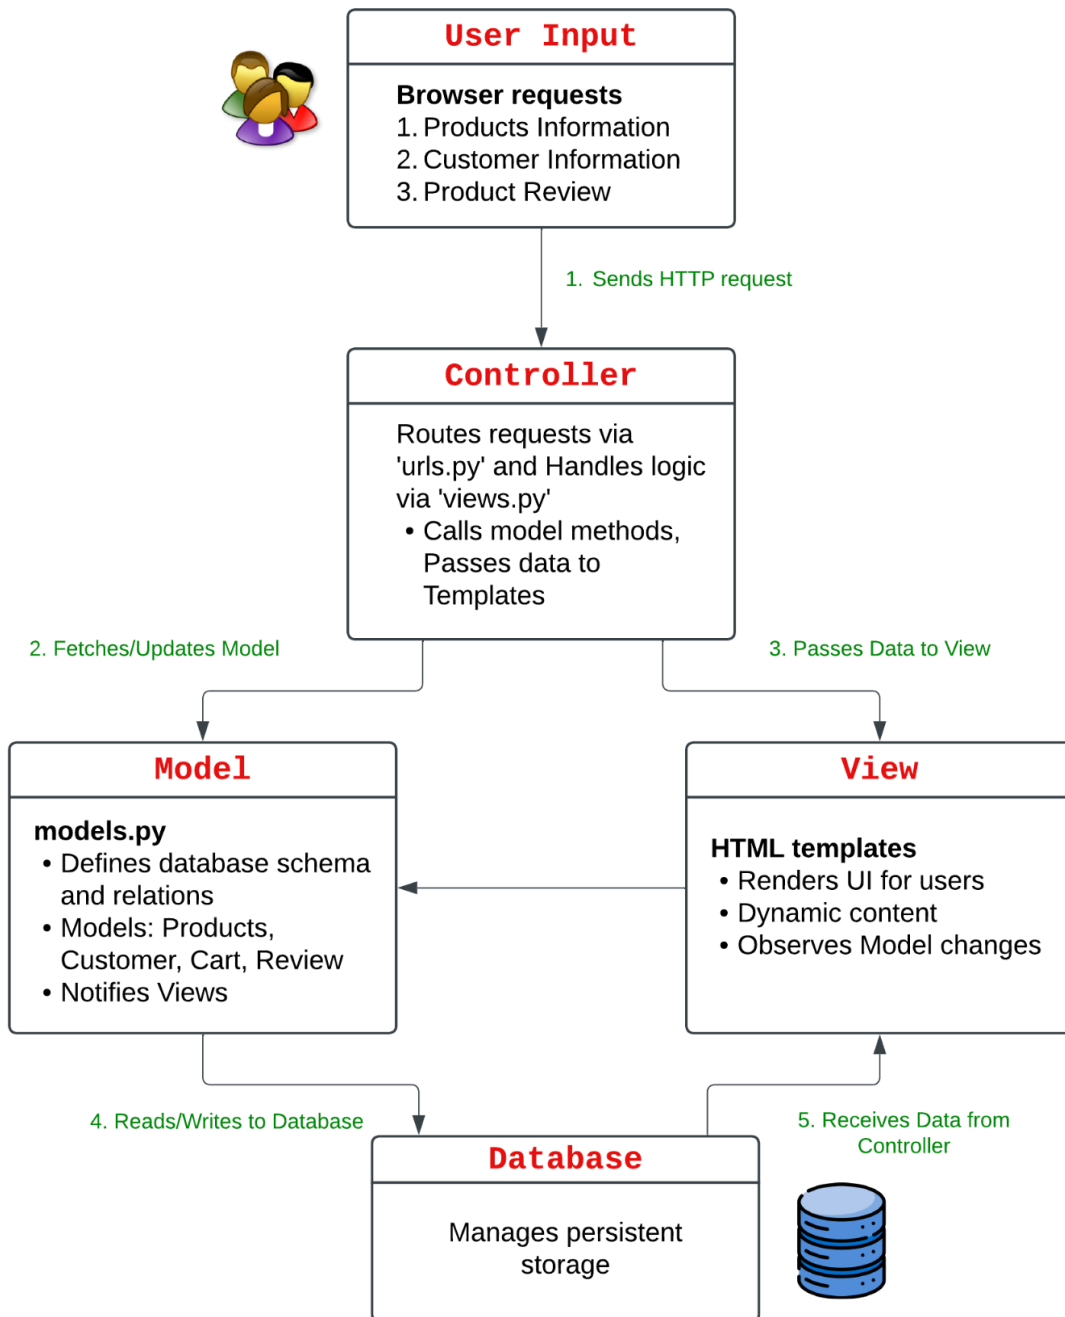 User Input
Browser requests
1. Products Information
2. Customer Information
3. Product Review
1. Sends HTTP request
Controller
Routes requests via
'urls.py' and Handles logic
via 'views.py'
• Calls model methods,
Passes data to
Templates
2. Fetches/Updates Model
3. Passes Data to View
Model
models.py
• Defines database schema
and relations
• Models: Products,
Customer, Cart, Review
• Notifies Views
View
HTML templates
• Renders UI for users
• Dynamic content
• Observes Model changes
4. Reads/Writes to Database
5. Receives Data from
Controller
Database
Manages persistent
storage